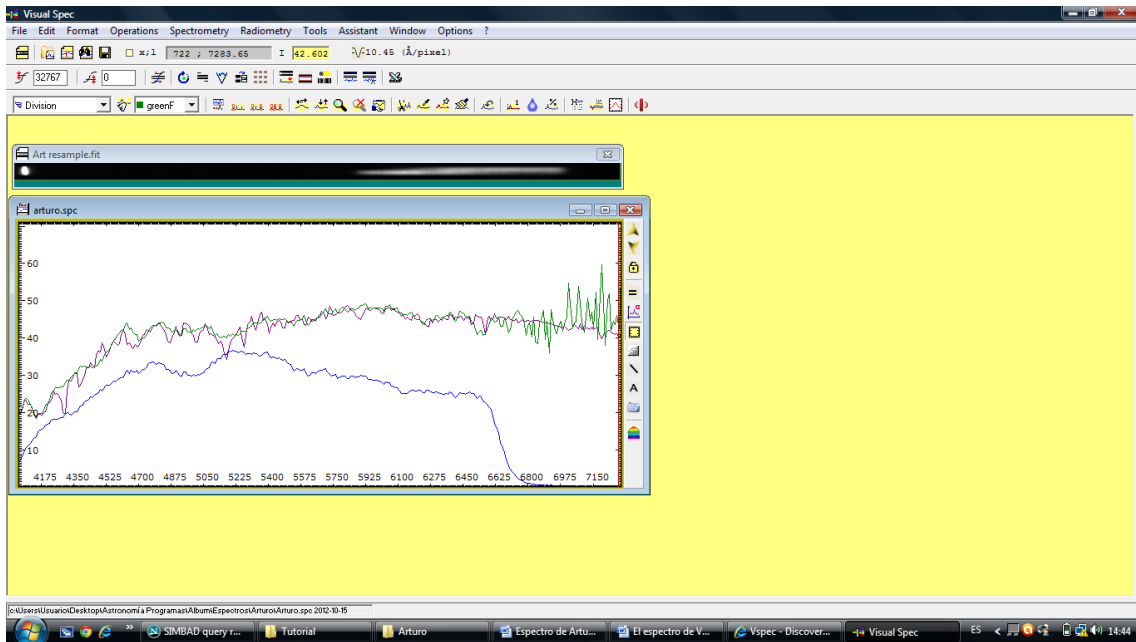 Visual Spec
File Edit Format Operations Spectrometry Radiometry Tools Assistant Window Options ?
x;l 722 ; 7283.65 I 42.602 10.45 (Å/pixel)
32767 0
Division greenF
Art resample.fit
arturo.spc
60
50
40
30
20
10
4175 4350 4525 4700 4875 5050 5225 5400 5575 5750 5925 6100 6275 6450 6625 6800 6975 7150
A
c:\Users\Usuario\Desktop\Astronomía Programas\Album\Espectros\Arturo\Arturo.spc 2012-10-15
SIMBAD query r... Tutorial Arturo Espectro de Artu... El espectro de V... Vspec - Discover... Visual Spec ES 14:44